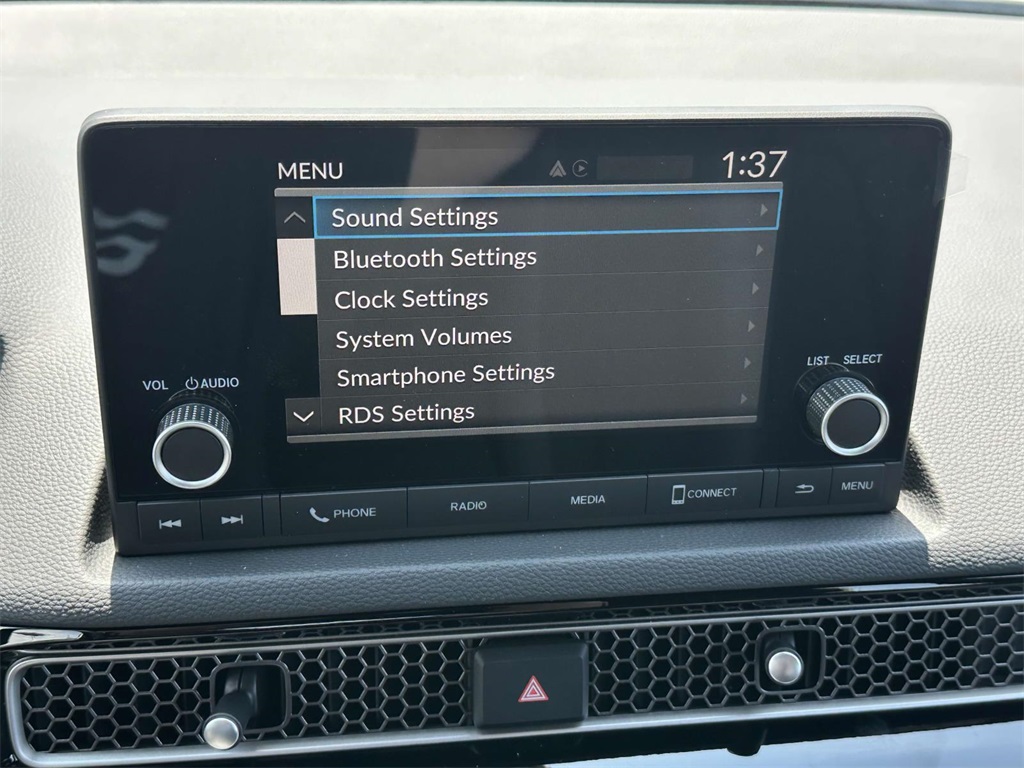 MENU 1:37
Sound Settings
Bluetooth Settings
Clock Settings
System Volumes
Smartphone Settings
RDS Settings
VOL AUDIO
LIST SELECT
PHONE RADIO MEDIA CONNECT MENU